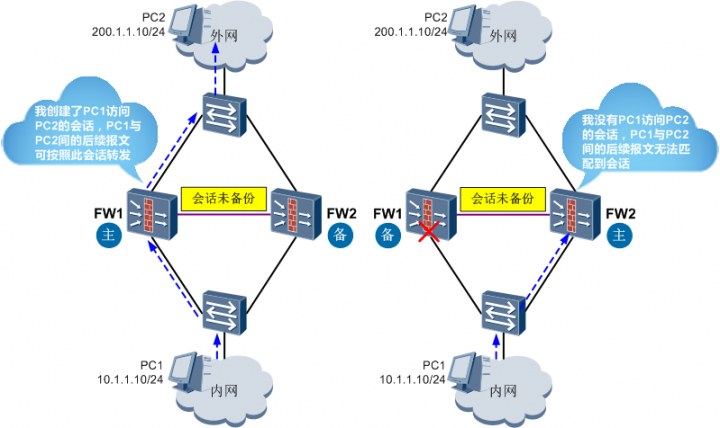 PC2
200.1.1.10/24
外网
我创建了PC1访问
PC2的会话，PC1与
PC2间的后续报文
可按照此会话转发
会话未备份
FW1
主
FW2
备
PC1
10.1.1.10/24
内网
PC2
200.1.1.10/24
外网
我没有PC1访问PC2
的会话，PC1与PC2
间的后续报文无法匹
配到会话
会话未备份
FW1
备
FW2
主
PC1
10.1.1.10/24
内网